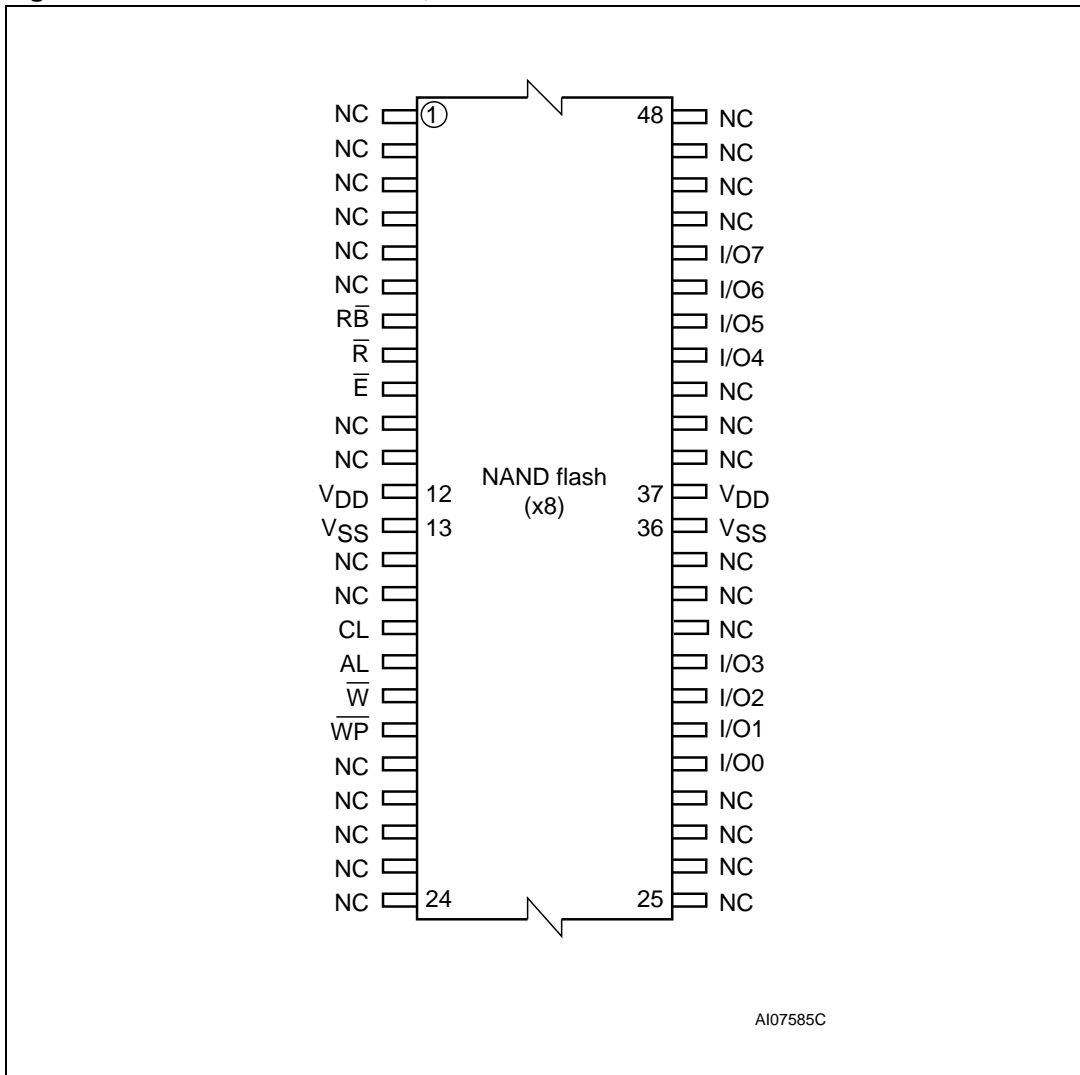 NC ① 48 NC
NC NC
NC NC
NC NC
NC I/O7
NC I/O6
RB̅ I/O5
R̅ I/O4
E̅ NC
NC NC
NC NC
NAND flash
(x8)
VDD 12 37 VDD
VSS 13 36 VSS
NC NC
NC NC
CL NC
AL I/O3
W̅ I/O2
W̅P̅ I/O1
NC I/O0
NC NC
NC NC
NC NC
NC 24 25 NC
AI07585C